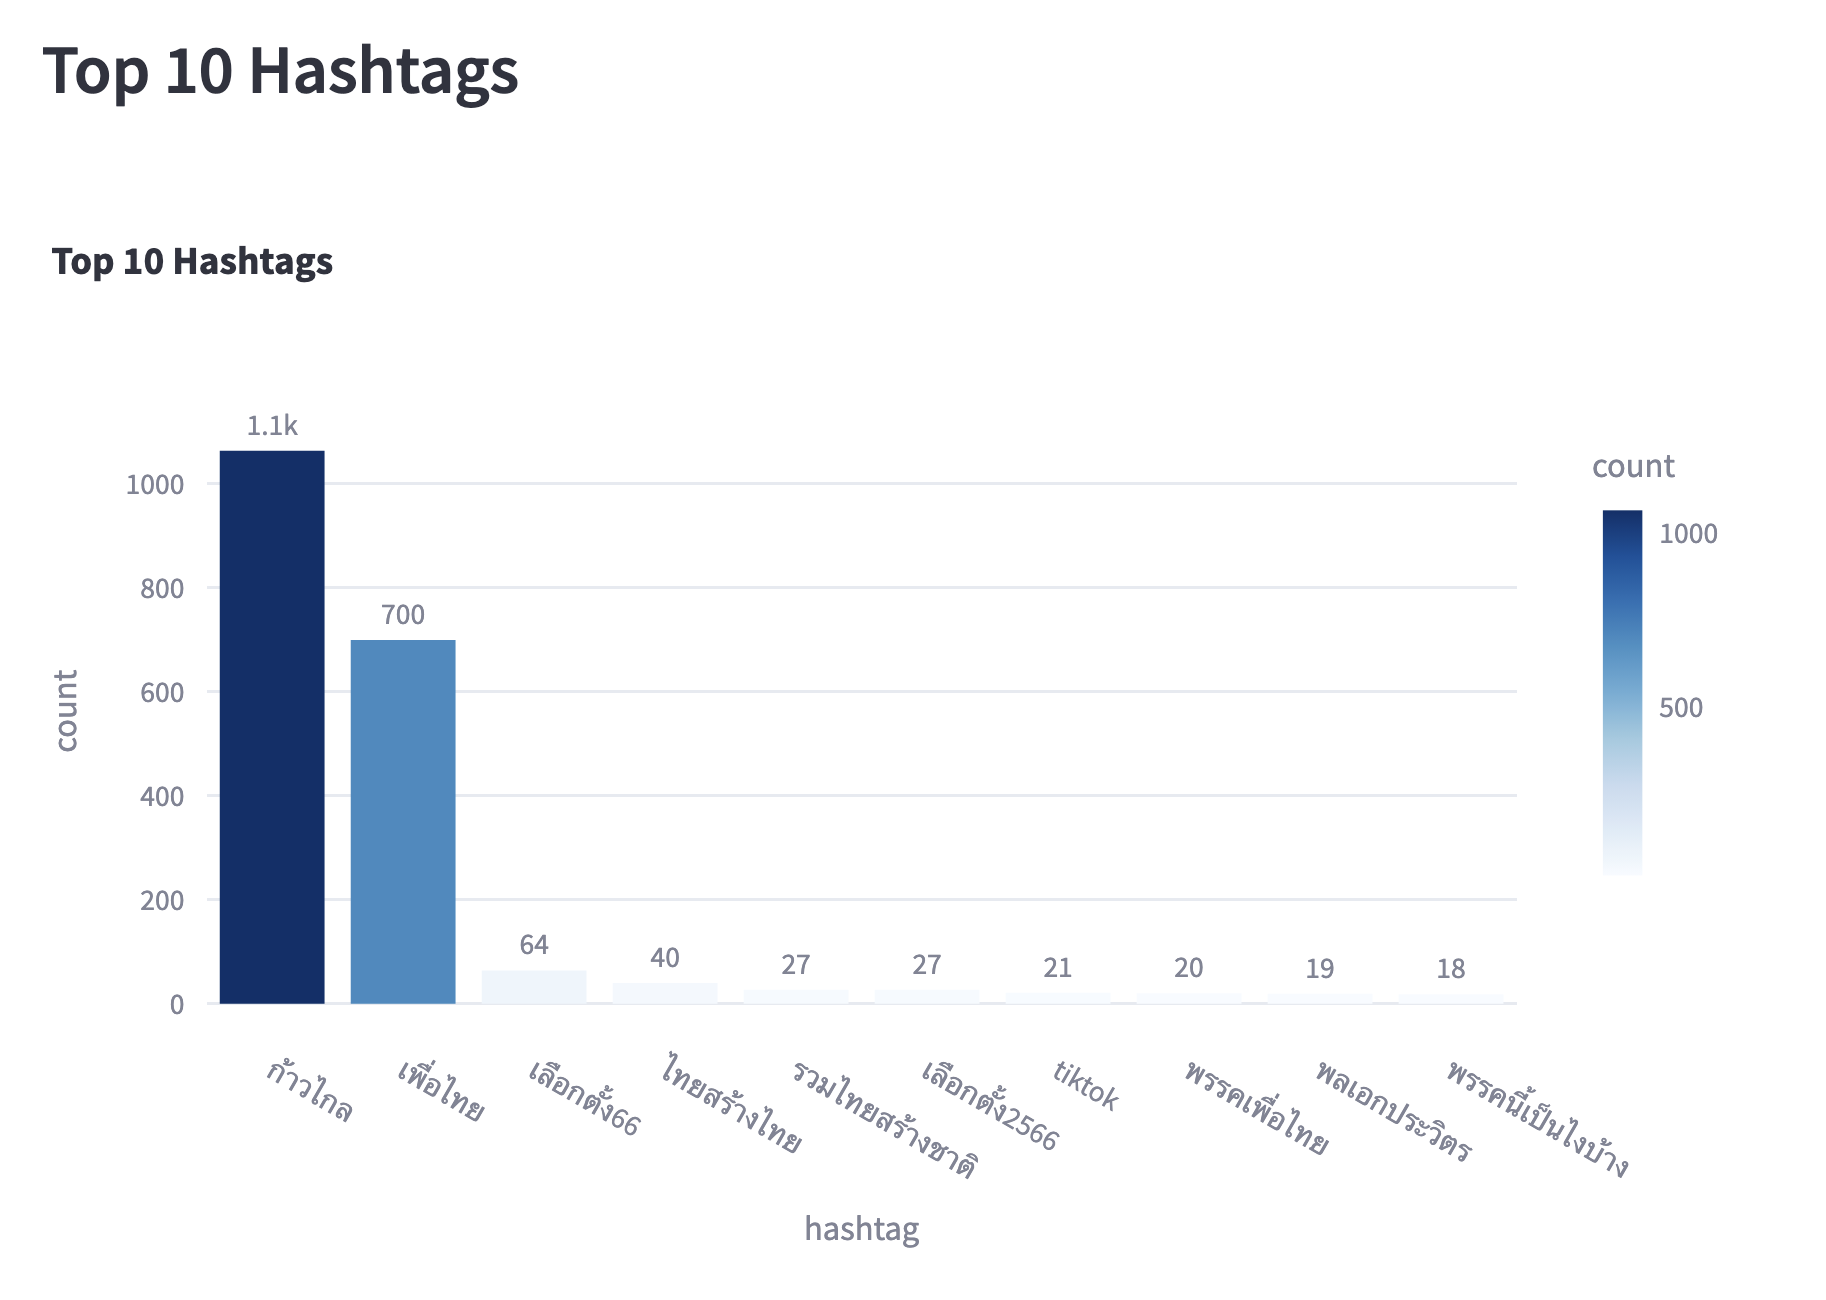 Top 10 Hashtags
Top 10 Hashtags
1.1k
700
64
40
27
27
21
20
19
18
1000
800
600
400
200
0
count
ก้าวไกล
เพื่อไทย
เลือกตั้ง66
ไทยสร้างไทย
รวมไทยสร้างชาติ
เลือกตั้ง2566
tiktok
พรรคเพื่อไทย
พลเอกประวิตร
พรรคนี้เป็นไงบ้าง
hashtag
count
1000
500